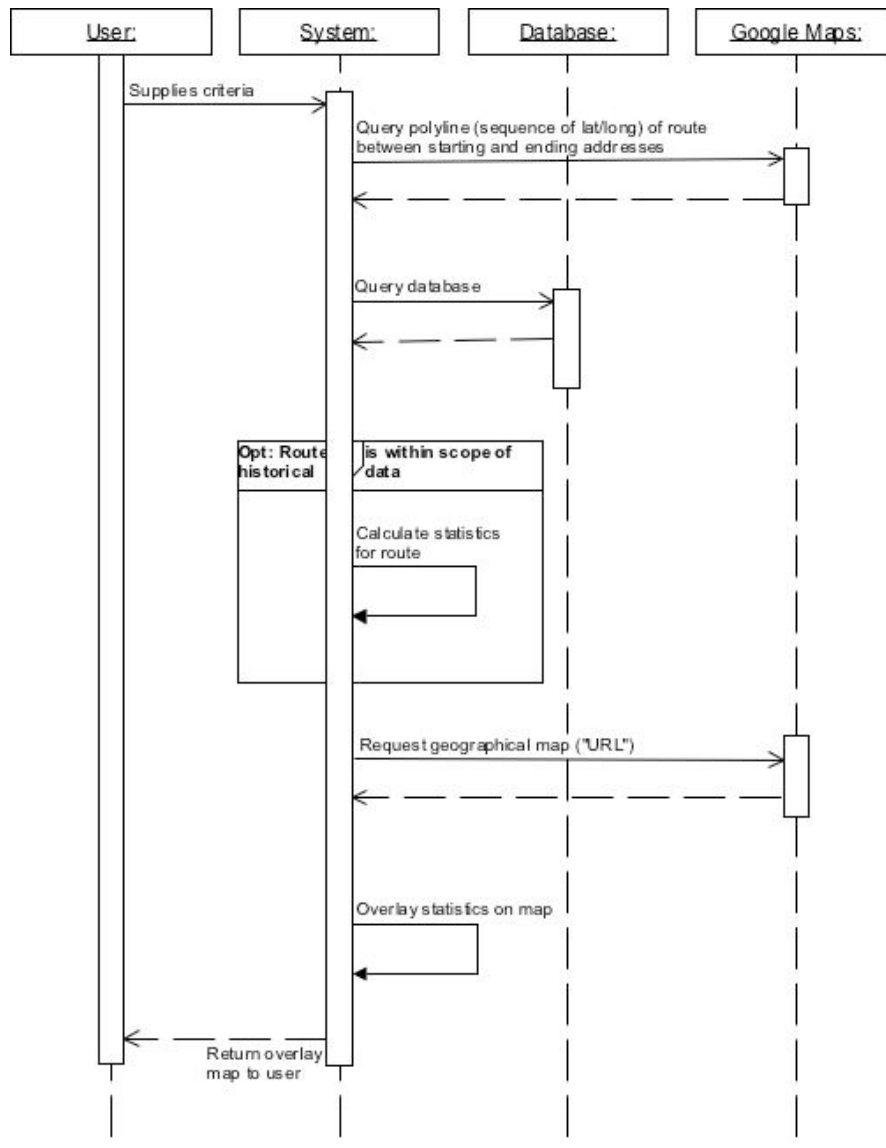 User:
System:
Database:
Google Maps:
Supplies criteria
Query polyline (sequence of lat/long) of route
between starting and ending addresses
Query database
Opt: Route is within scope of
historical data
Calculate statistics
for route
Request geographical map ("URL")
Overlay statistics on map
Return overlay
map to user